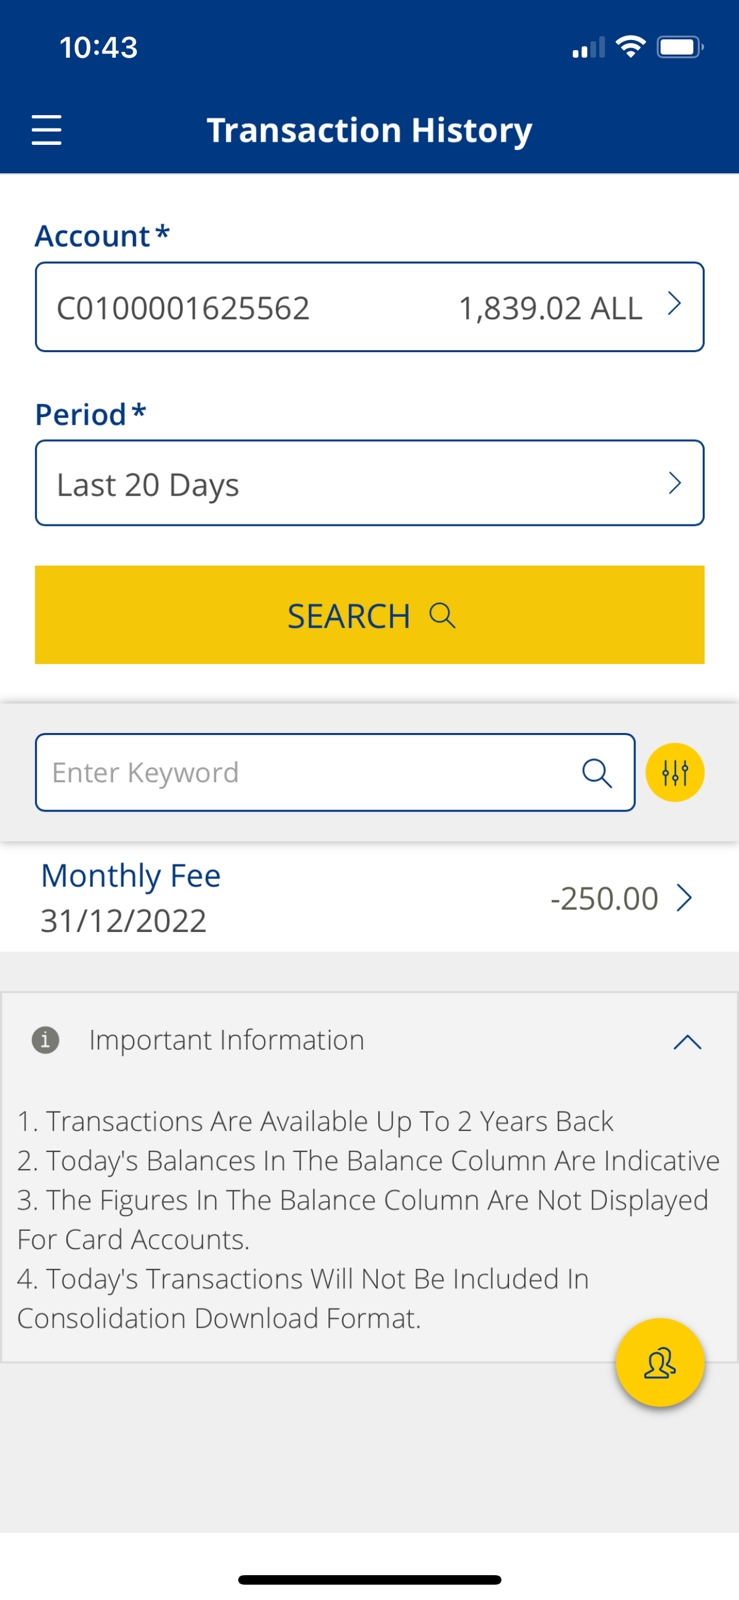 10:43
Transaction History
Account*
C0100001625562 1,839.02 ALL
Period*
Last 20 Days
SEARCH
Enter Keyword
Monthly Fee
31/12/2022
-250.00
Important Information
1. Transactions Are Available Up To 2 Years Back
2. Today's Balances In The Balance Column Are Indicative
3. The Figures In The Balance Column Are Not Displayed
For Card Accounts.
4. Today's Transactions Will Not Be Included In
Consolidation Download Format.